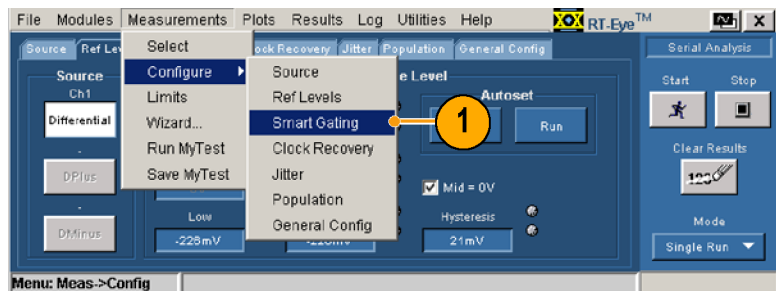 File Modules Measurements Plots Results Log Utilities Help RT-Eye™ X
Source Ref Lev ock Recovery Jitter Population General Config Serial Analysis
Select
Configure
Limits
Wizard...
Run MyTest
Save MyTest
Source
Ref Levels
Smart Gating
Clock Recovery
Jitter
Population
General Config
1
Source
Ch1
Differential
DPlus
DMinus
e Level
Autoset
Run
Mid = 0V
Low
-228mV
Hysteresis
21mV
Start Stop
Clear Results
123
Mode
Single Run
Menu: Meas->Config